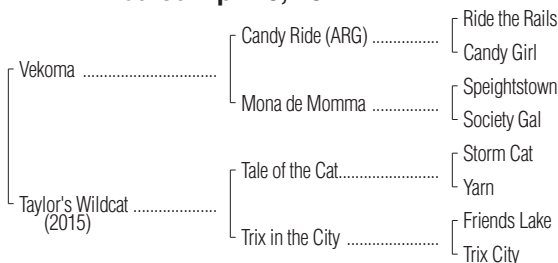 Ride the Rails
Candy Ride (ARG) ................
Candy Girl
Vekoma ................................
Speightstown
Mona de Momma ................
Society Gal
Storm Cat
Tale of the Cat........................
Yarn
Taylor's Wildcat ....................
(2015)
Friends Lake
Trix in the City ......................
Trix City